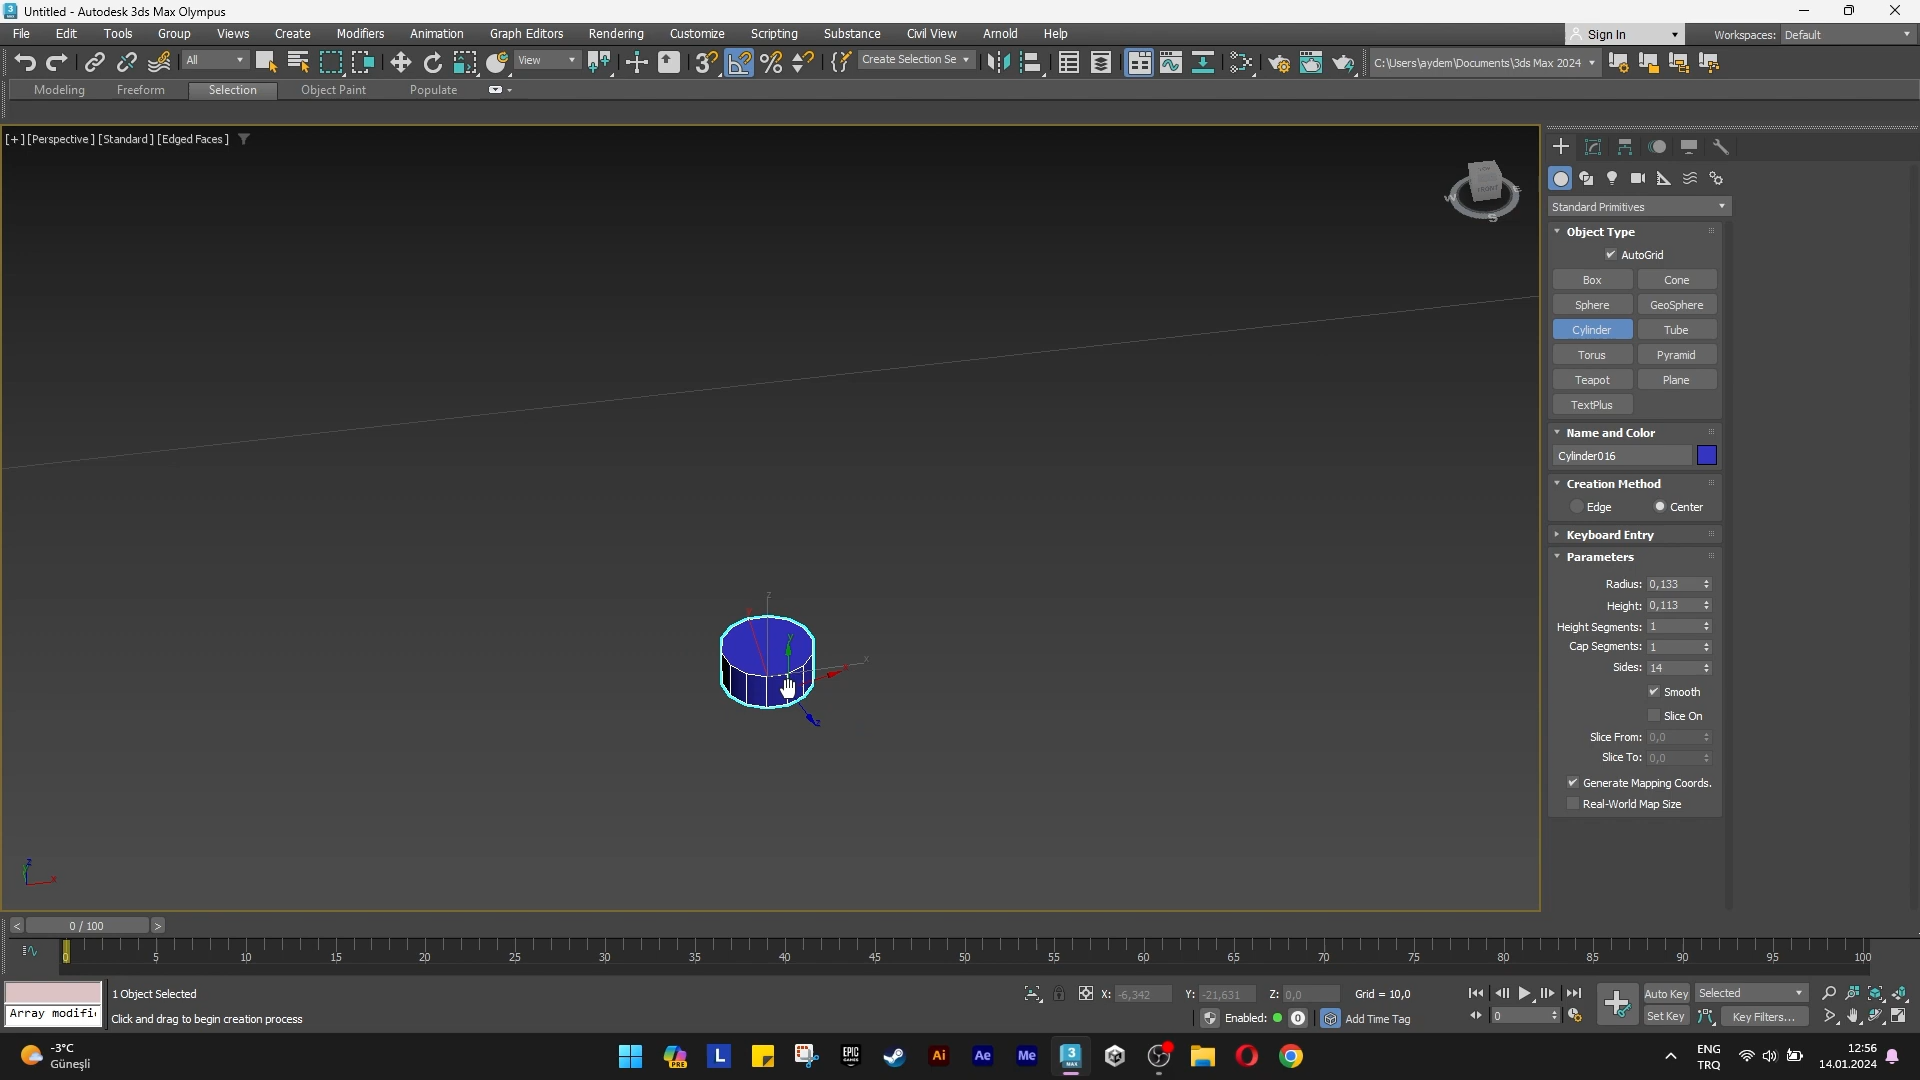 Untitled - Autodesk 3ds Max Olympus
File Edit Tools Group Views Create Modifiers Animation Graph Editors Rendering Customize Scripting Substance Civil View Arnold Help
Sign In Workspaces: Default
All View Create Selection Se C:\Users\aydem\Documents\3ds Max 2024
Modeling Freeform Selection Object Paint Populate
[+] [Perspective] [Standard] [Edged Faces]
Standard Primitives
Object Type
AutoGrid
Box Cone
Sphere GeoSphere
Cylinder Tube
Torus Pyramid
Teapot Plane
TextPlus
Name and Color
Cylinder016
Creation Method
Edge Center
Keyboard Entry
Parameters
Radius: 0,133
Height: 0,113
Height Segments: 1
Cap Segments: 1
Sides: 14
Smooth
Slice On
Slice From: 0,0
Slice To: 0,0
Generate Mapping Coords.
Real-World Map Size
0 / 100
0 5 10 15 20 25 30 35 40 45 50 55 60 65 70 75 80 85 90 95 100
1 Object Selected X: -6,342 Y: -21,631 Z: 0,0 Grid = 10,0 Auto Key Selected
Array modifi Click and drag to begin creation process Enabled: 0 Add Time Tag 0 Set Key Key Filters...
-3°C
Güneşli
ENG
TRQ
12:56
14.01.2024